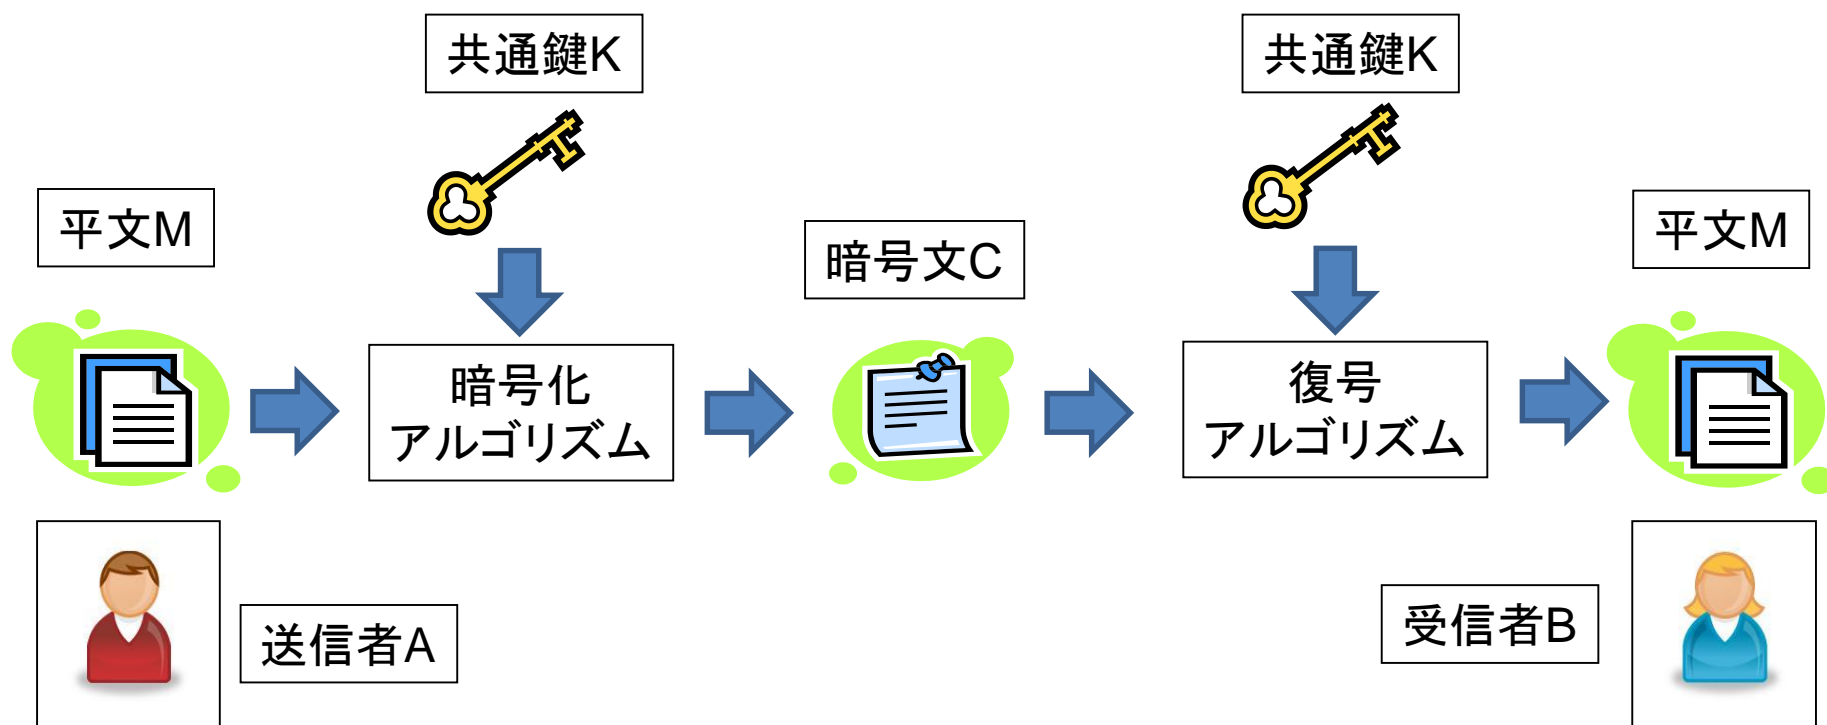 共通鍵K
共通鍵K
平文M
暗号文C
平文M
暗号化
アルゴリズム
復号
アルゴリズム
送信者A
受信者B